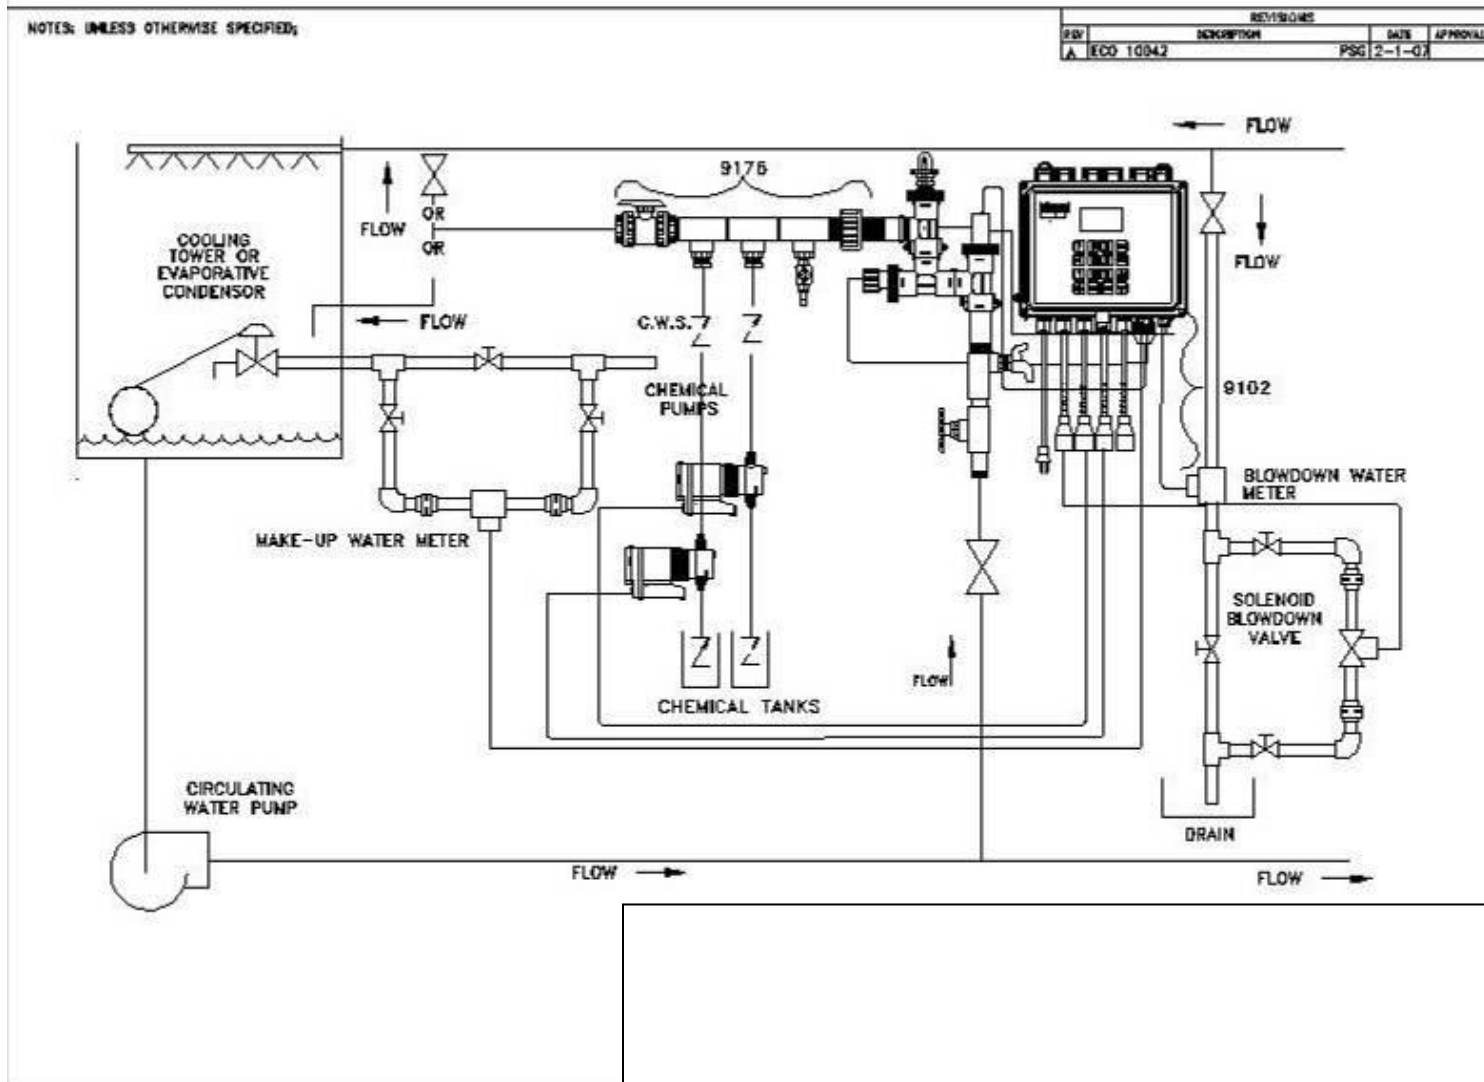 NOTES: UNLESS OTHERWISE SPECIFIED;
REVISIONS
REV DESCRIPTION DATE APPROVAL
A ECO 10042 PSG 2-1-07
FLOW
9175
FLOW
OR
OR
FLOW
COOLING
TOWER OR
EVAPORATIVE
CONDENSOR
FLOW
C.W.S.
CHEMICAL
PUMPS
9102
BLOWDOWN WATER
METER
MAKE-UP WATER METER
SOLENOID
BLOWDOWN
VALVE
FLOW
CHEMICAL TANKS
CIRCULATING
WATER PUMP
DRAIN
FLOW
FLOW